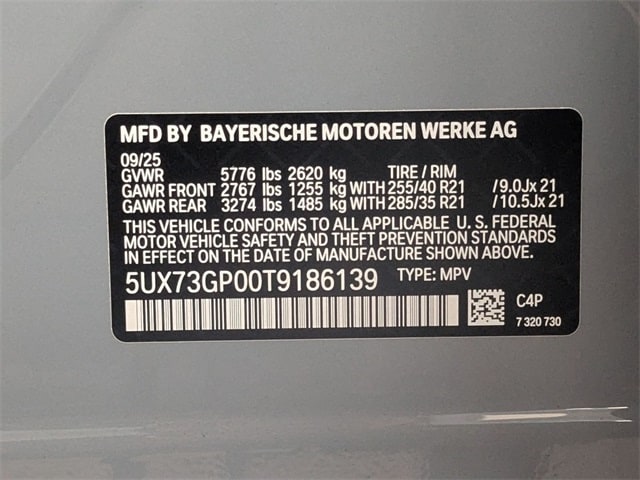 MFD BY BAYERISCHE MOTOREN WERKE AG
09/25
GVWR 5776 lbs 2620 kg TIRE / RIM
GAWR FRONT 2767 lbs 1255 kg WITH 255/40 R21 /9.0Jx 21
GAWR REAR 3274 lbs 1485 kg WITH 285/35 R21 /10.5Jx 21
THIS VEHICLE CONFORMS TO ALL APPLICABLE U. S. FEDERAL
MOTOR VEHICLE SAFETY AND THEFT PREVENTION STANDARDS
IN EFFECT ON THE DATE OF MANUFACTURE SHOWN ABOVE.
5UX73GP00T9186139 TYPE: MPV
C4P
7 320 730